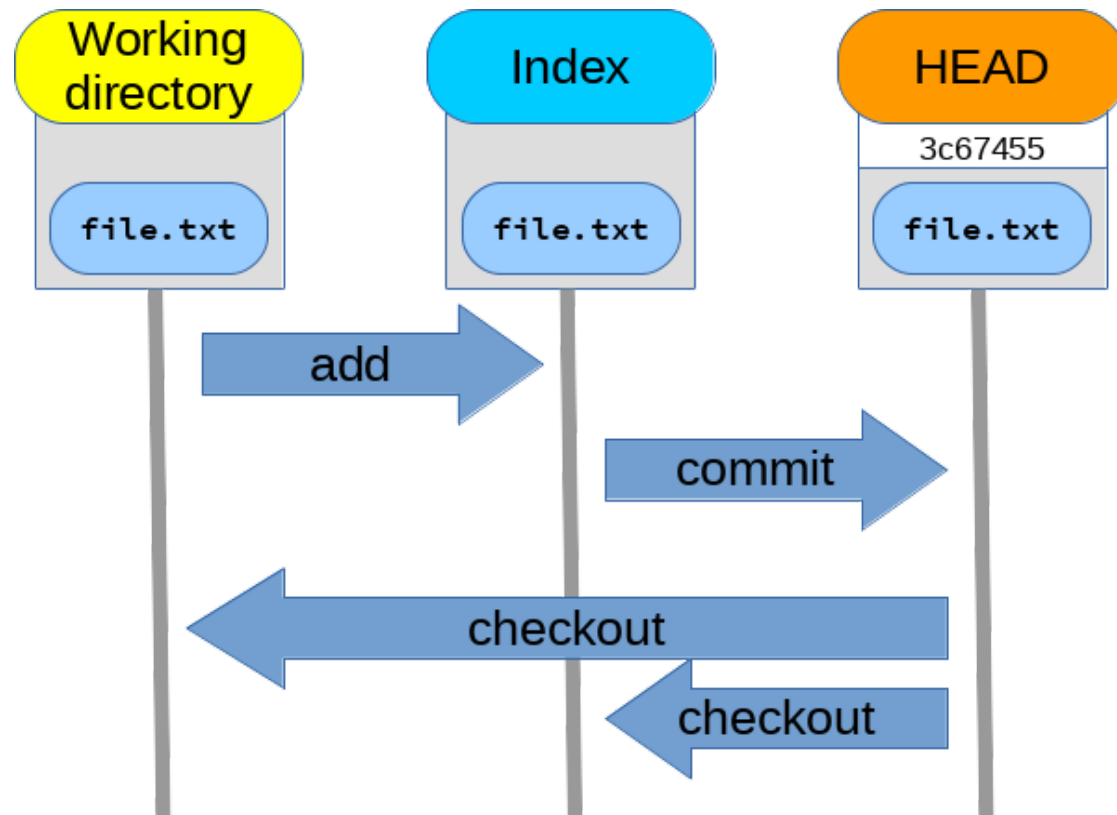 Working
directory
Index
HEAD
3c67455
file.txt
file.txt
file.txt
add
commit
checkout
checkout